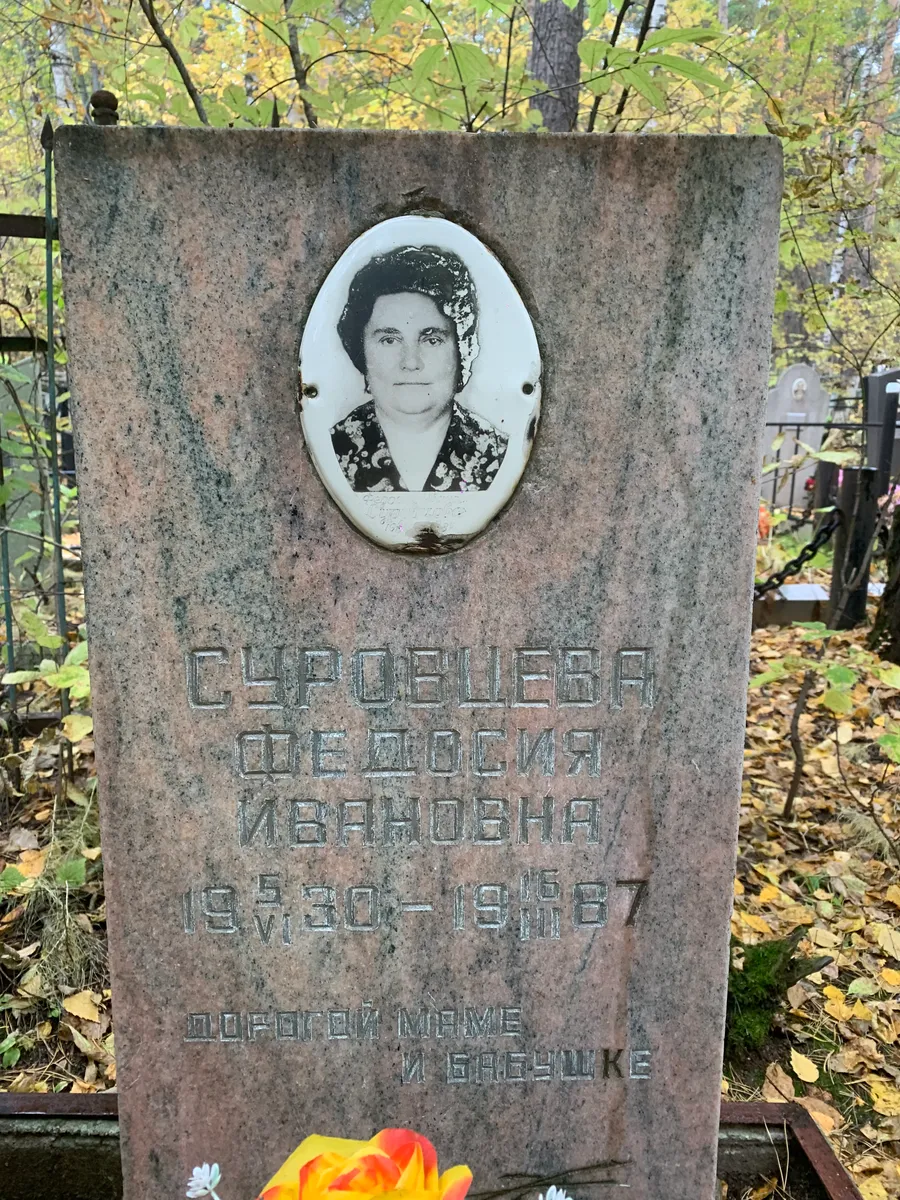 СУРОВЦЕВА
ФЕДОСИЯ
ИВАНОВНА
19 5/VI 30 – 19 16/III 87
ДОРОГОЙ МАМЕ
И БАБУШКЕ